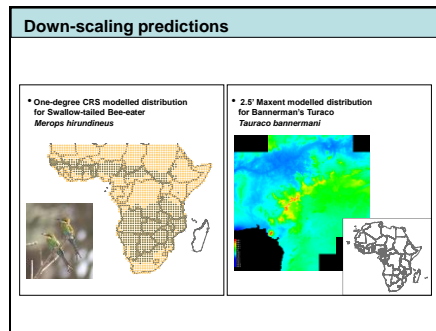 Down-scaling predictions
• One-degree CRS modelled distribution
for Swallow-tailed Bee-eater
Merops hirundineus
• 2.5' Maxent modelled distribution
for Bannerman's Turaco
Tauraco bannermani